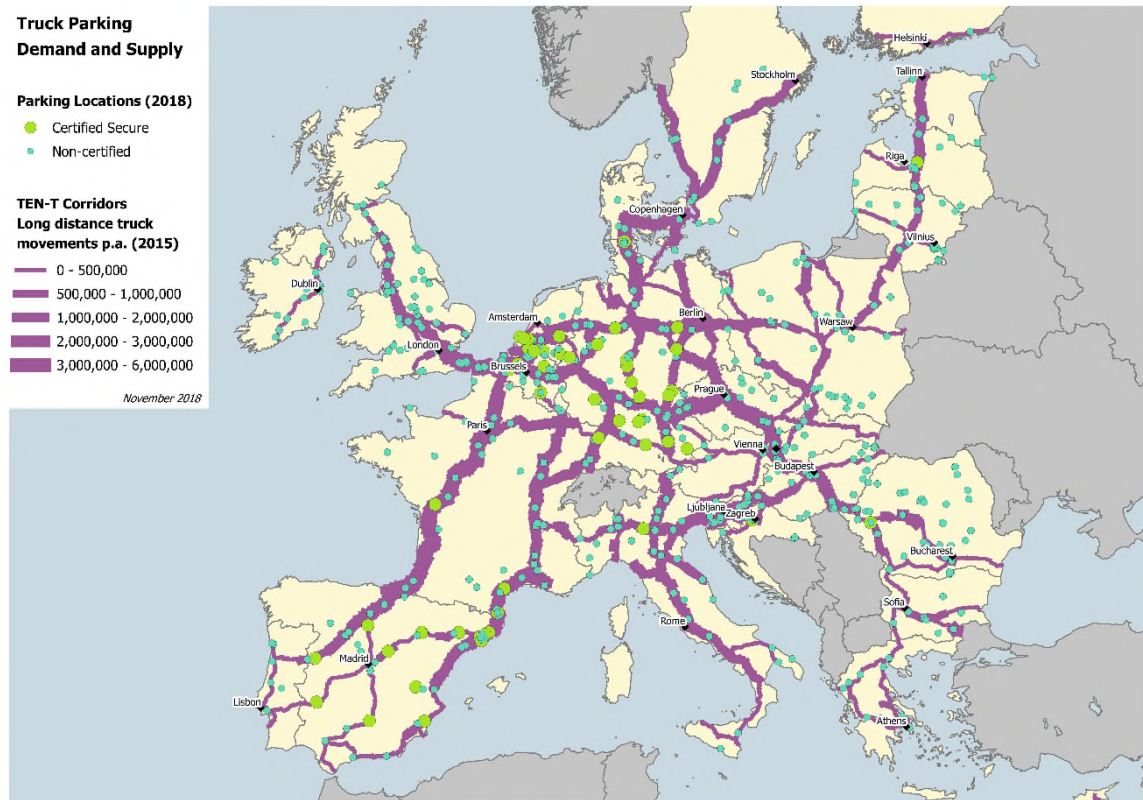 Truck Parking
Demand and Supply
Parking Locations (2018)
Certified Secure
Non-certified
TEN-T Corridors
Long distance truck
movements p.a. (2015)
0 - 500,000
500,000 - 1,000,000
1,000,000 - 2,000,000
2,000,000 - 3,000,000
3,000,000 - 6,000,000
November 2018
Helsinki
Stockholm
Tallinn
Riga
Copenhagen
Vilnius
Dublin
Amsterdam
Berlin
Warsaw
London
Brussels
Prague
Paris
Vienna
Budapest
Ljubljana
Zagreb
Bucharest
Sofia
Rome
Madrid
Lisbon
Athens